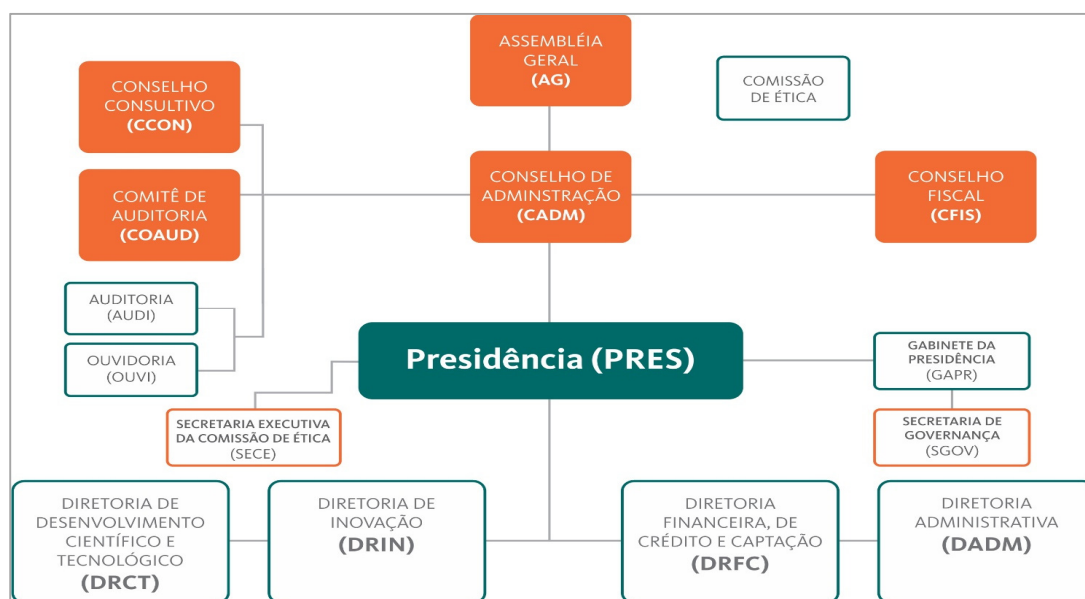 ASSEMBLÉIA
GERAL
(AG)
COMISSÃO
DE ÉTICA
CONSELHO
CONSULTIVO
(CCON)
COMITÊ DE
AUDITORIA
(COAUD)
CONSELHO DE
ADMINSTRAÇÃO
(CADM)
CONSELHO
FISCAL
(CFIS)
AUDITORIA
(AUDI)
OUVIDORIA
(OUVI)
Presidência (PRES)
GABINETE DA
PRESIDÊNCIA
(GAPR)
SECRETARIA EXECUTIVA
DA COMISSÃO DE ÉTICA
(SECE)
SECRETARIA DE
GOVERNANÇA
(SGOV)
DIRETORIA DE
DESENVOLVIMENTO
CIENTÍFICO E
TECNOLÓGICO
(DRCT)
DIRETORIA DE
INOVAÇÃO
(DRIN)
DIRETORIA
FINANCEIRA, DE
CRÉDITO E CAPTAÇÃO
(DRFC)
DIRETORIA
ADMINISTRATIVA
(DADM)